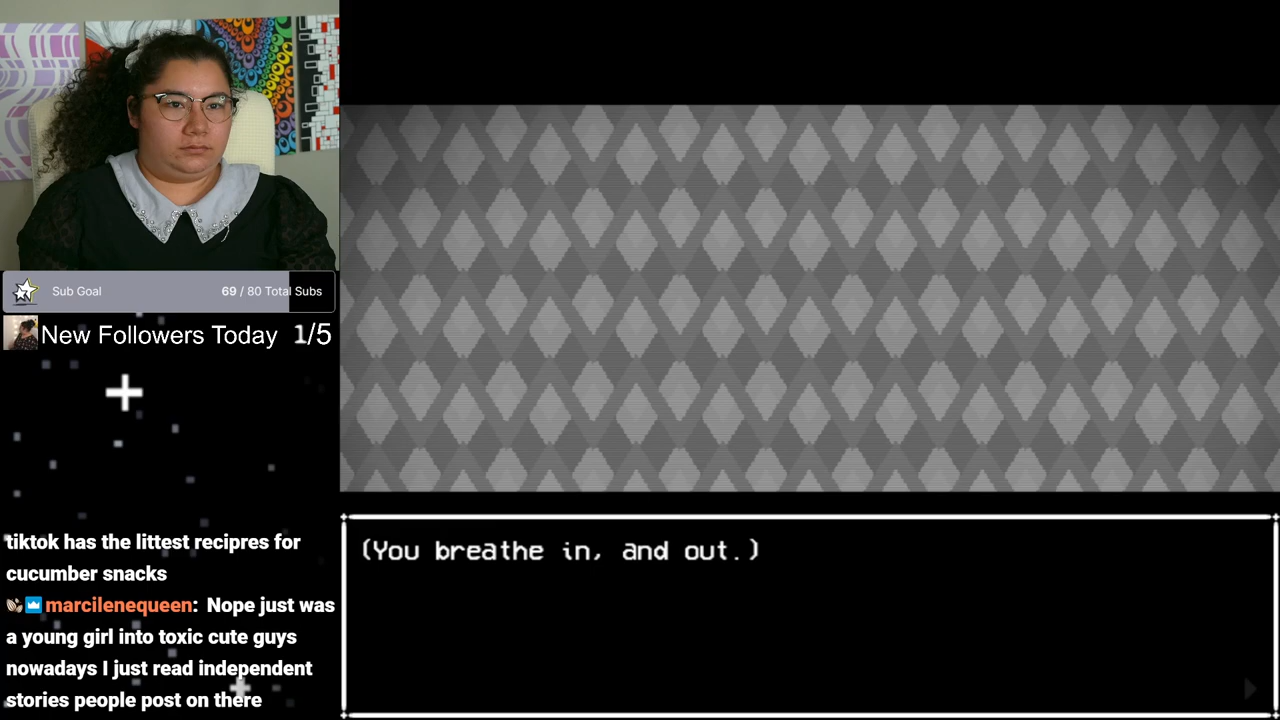 Sub Goal 69 / 80 Total Subs
New Followers Today 1/5
(You breathe in, and out.)
tiktok has the littest recipres for
cucumber snacks
marcilenequeen: Nope just was
a young girl into toxic cute guys
nowadays I just read independent
stories people post on there